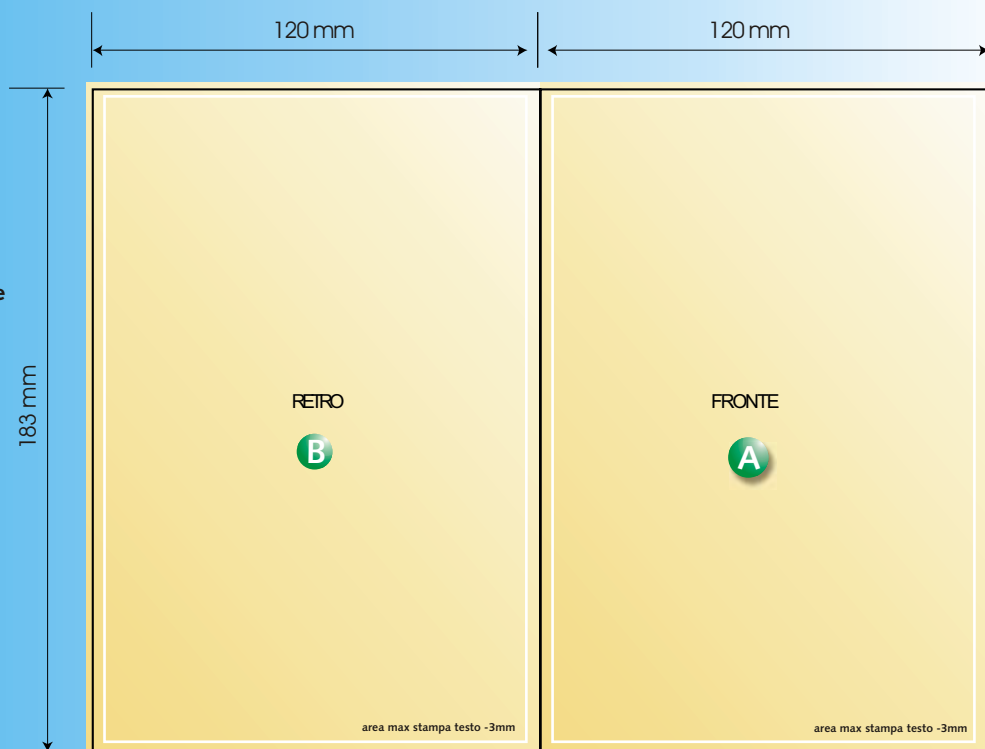 120 mm
120 mm
e
183 mm
RETRO
FRONTE
B
A
area max stampa testo -3mm
area max stampa testo -3mm